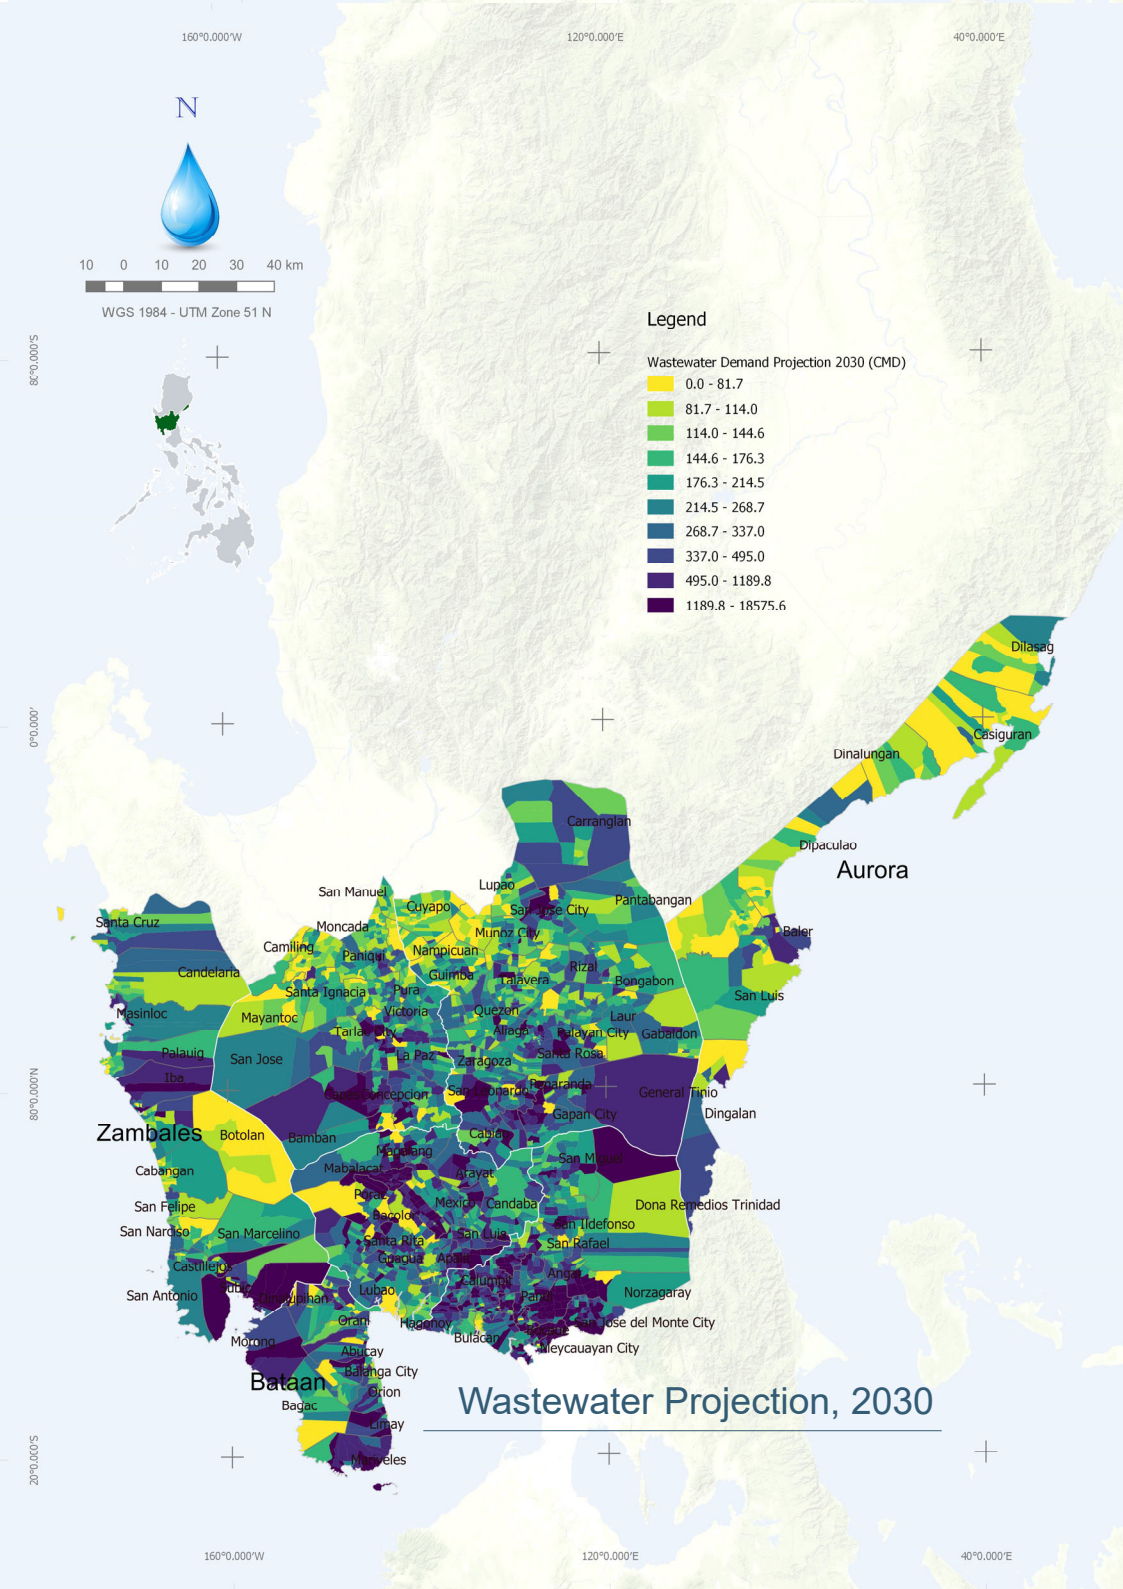 160°0.000'W 120°0.000'E 40°0.000'E
N
10 0 10 20 30 40 km
WGS 1984 - UTM Zone 51 N
80°0.000'S
Legend
Wastewater Demand Projection 2030 (CMD)
0.0 - 81.7
81.7 - 114.0
114.0 - 144.6
144.6 - 176.3
176.3 - 214.5
214.5 - 268.7
268.7 - 337.0
337.0 - 495.0
495.0 - 1189.8
1189.8 - 18575.6
Dilasag
0°0.000'
Casiguran
Dinalungan
Carranglan
Dipaculao
Aurora
San Manuel
Lupao
Cuyapo
San Jose City
Pantabangan
Santa Cruz
Moncada
Munoz City
Baler
Camiling
Paniqui
Nampicuan
Candelaria
Guimba
Talavera
Rizal
Bongabon
Santa Ignacia
Pura
San Luis
Masinloc
Mayantoc
Victoria
Quezon
Laur
Tarlac City
Aliaga
Palayan City
Gabaldon
Palauig
San Jose
La Paz
Zaragoza
Santa Rosa
Iba
Capas
Concepcion
San Leonardo
Penaranda
General Tinio
80°0.000'N
Gapan City
Dingalan
Zambales
Botolan
Bamban
Cabiao
Magalang
San Miguel
Cabangan
Mabalacat
Arayat
Porac
Mexico
Candaba
Dona Remedios Trinidad
San Felipe
Bacolor
San Ildefonso
San Narciso
San Marcelino
Santa Rita
San Luis
San Rafael
Guagua
Apalit
Castillejos
Calumpit
Angat
Subic
Dinalupihan
Lubao
San Antonio
Pandi
Norzagaray
Orani
Hagonoy
San Jose del Monte City
Morong
Bulacan
Abucay
Meycauayan City
Balanga City
Bataan
Orion
Bagac
Limay
Mariveles
Wastewater Projection, 2030
20°0.000'S
160°0.000'W 120°0.000'E 40°0.000'E